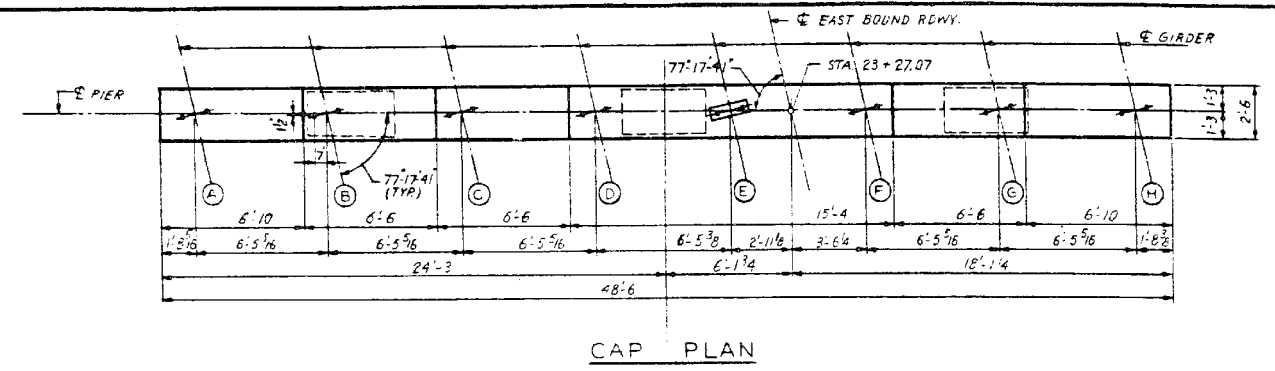 ℄ EAST BOUND RDWY.
℄ GIRDER
77°-17'-41"
STA. 23 + 27.07
℄ PIER
1½
1'-3
1'-3
2'-6
7"
77°-17'-41"
(TYP.)
A B C D E F G H
6'-10 6'-6 6'-6 15'-4 6'-6 6'-10
1'-8 5/16 6'-5 5/16 6'-5 5/16 6'-5 5/16 6'-5 3/8 2'-11 1/8 3'-6 1/4 6'-5 5/16 6'-5 5/16 1'-8 3/8
24'-3 6'-1 3/4 18'-1 1/4
48'-6
CAP PLAN